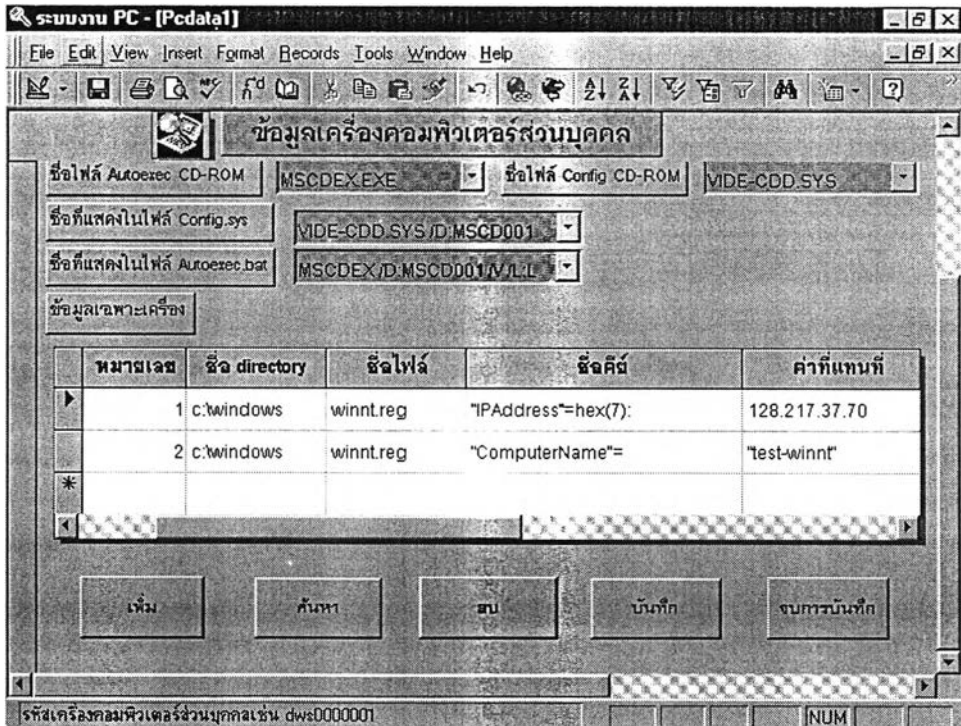 ระบบงาน PC - [Pcdata1]
File Edit View Insert Format Records Tools Window Help
ข้อมูลเครื่องคอมพิวเตอร์ส่วนบุคคล
ชื่อไฟล์ Autoexec CD-ROM MSCDEX.EXE ชื่อไฟล์ Config CD-ROM VIDE-CDD.SYS
ชื่อที่แสดงในไฟล์ Config.sys VIDE-CDD.SYS /D:MSCD001
ชื่อที่แสดงในไฟล์ Autoexec.bat MSCDEX /D:MSCD001 /V /L:L
ข้อมูลเฉพาะเครื่อง
หมายเลข ชื่อ directory ชื่อไฟล์ ชื่อคีย์ ค่าที่แทนที่
1 c:\windows winnt.reg "IPAddress"=hex(7): 128.217.37.70
2 c:\windows winnt.reg "ComputerName"= "test-winnt"
เพิ่ม ค้นหา ลบ บันทึก จบการบันทึก
รหัสเครื่องคอมพิวเตอร์ส่วนบุคคลเช่น dws0000001 NUM